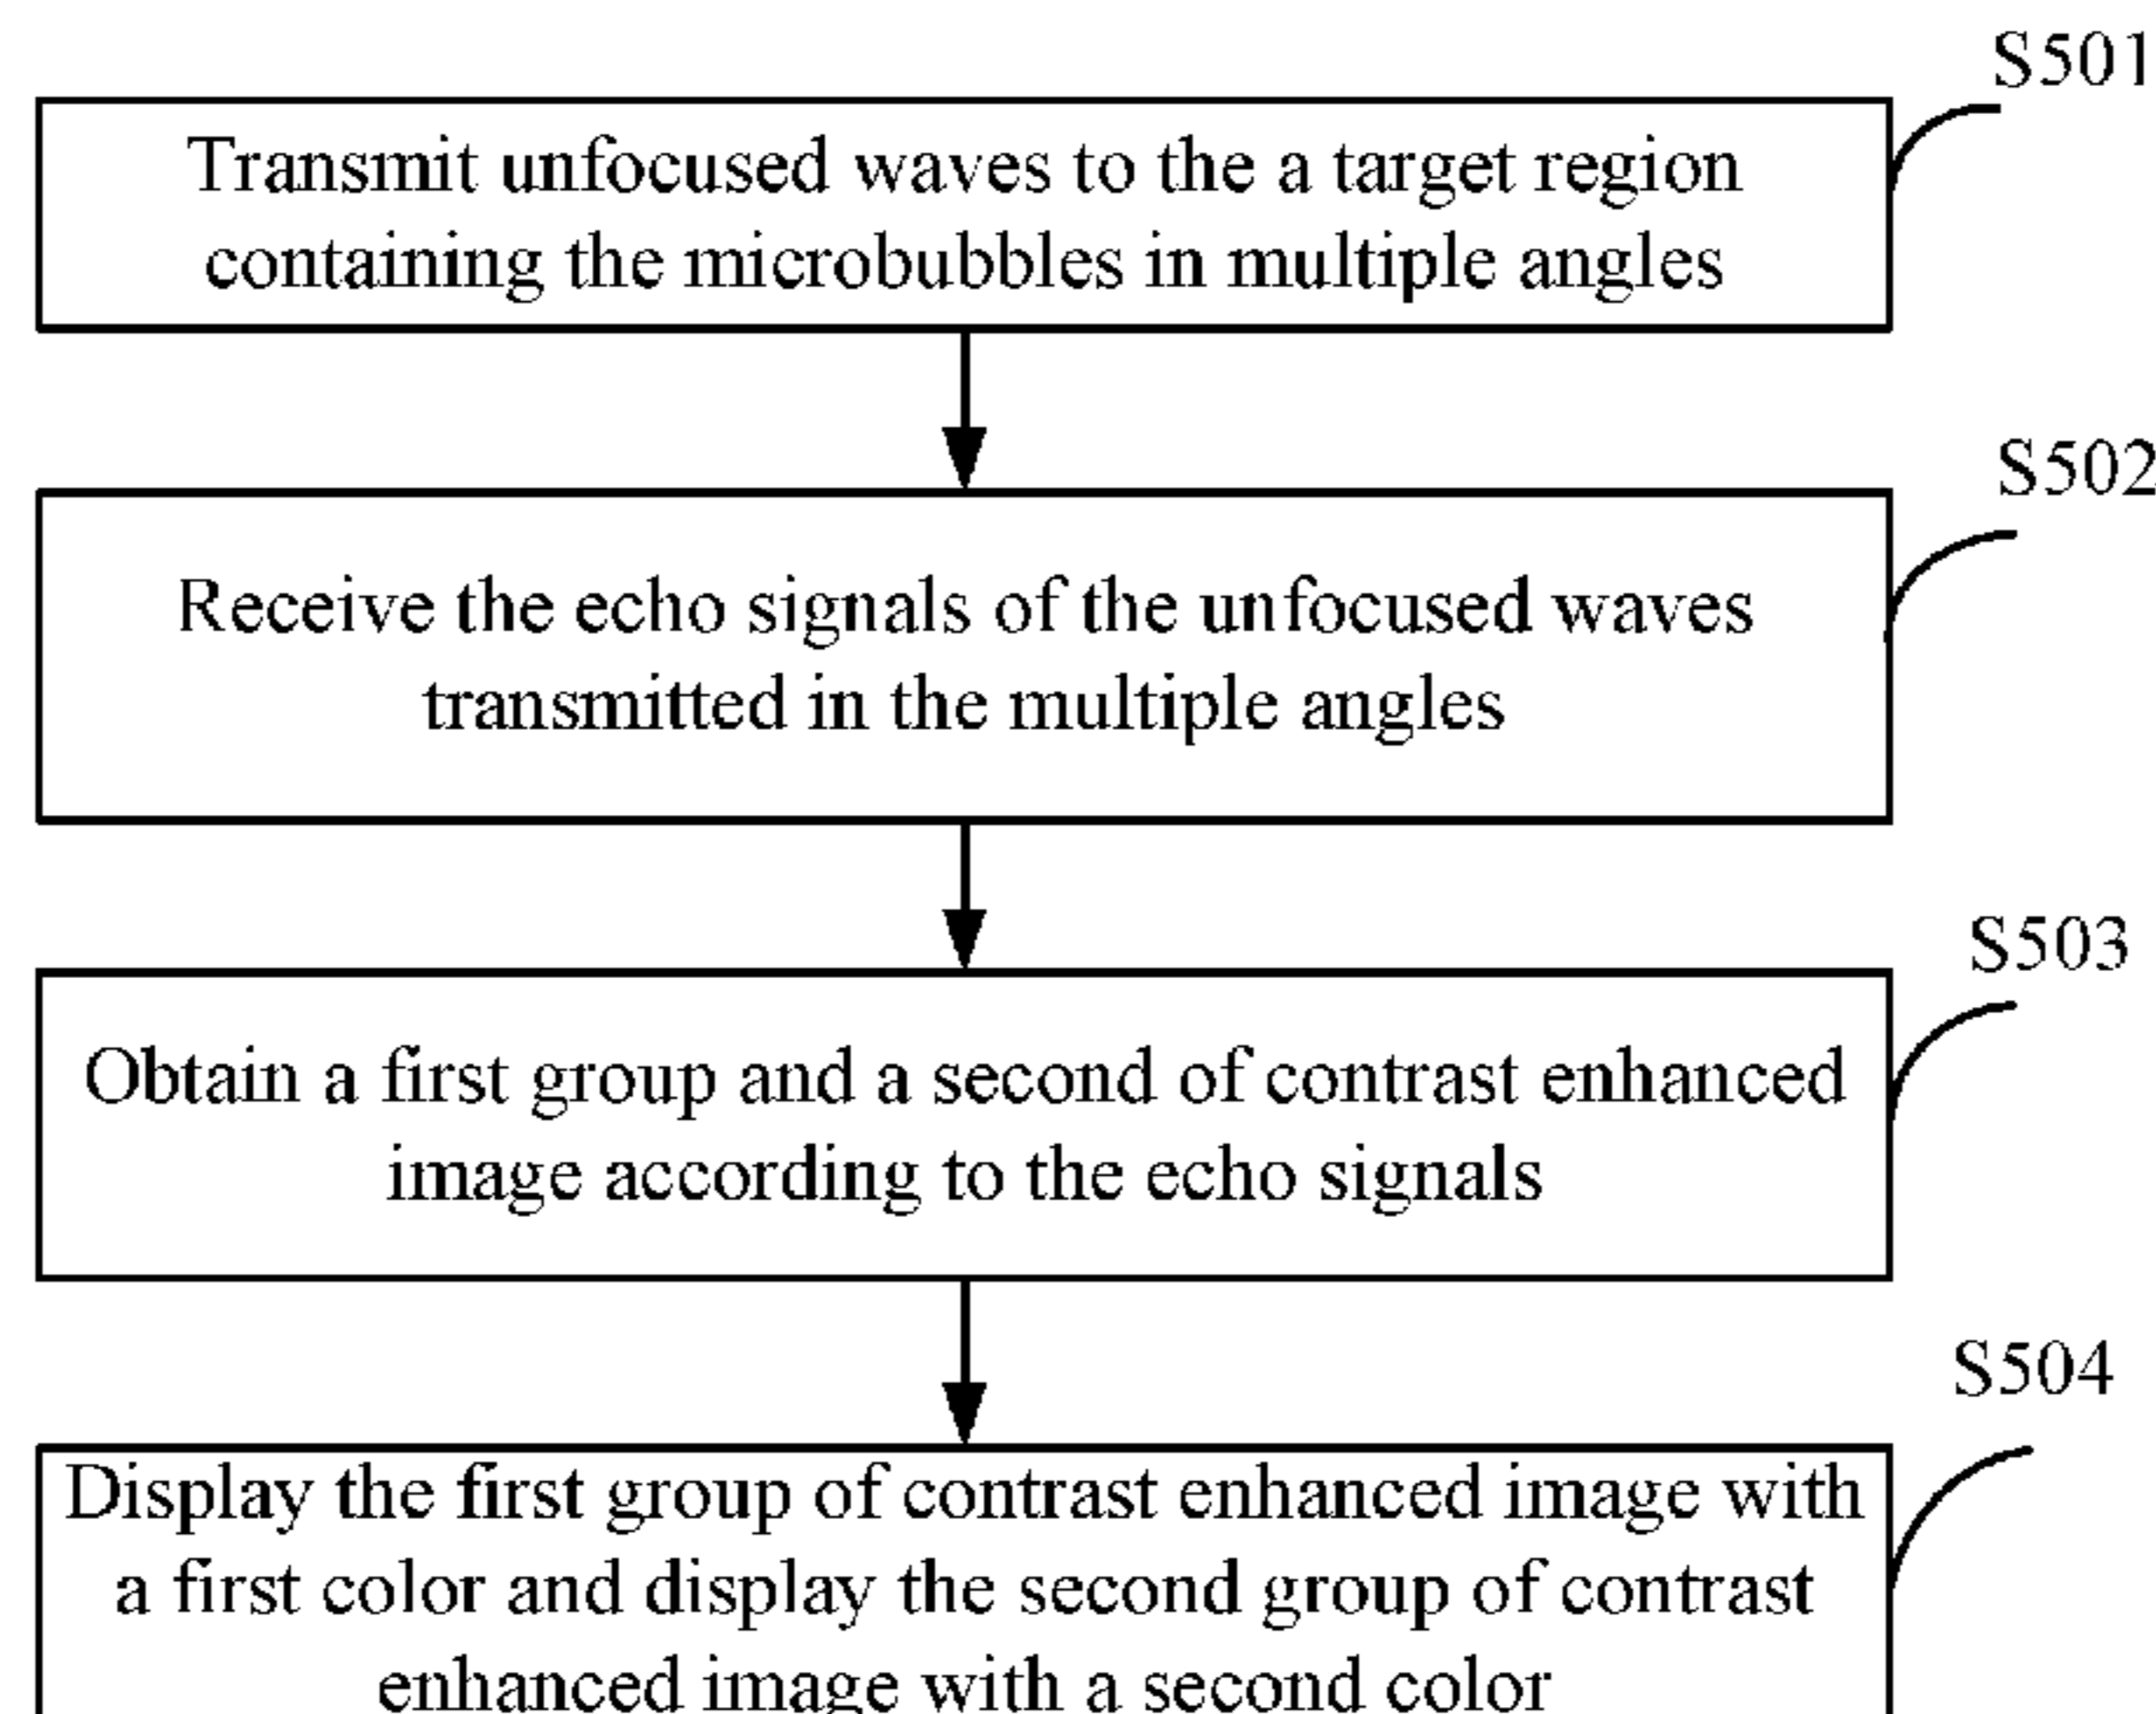 S501
Transmit unfocused waves to the a target region
containing the microbubbles in multiple angles
S502
Receive the echo signals of the unfocused waves
transmitted in the multiple angles
S503
Obtain a first group and a second of contrast enhanced
image according to the echo signals
S504
Display the first group of contrast enhanced image with
a first color and display the second group of contrast
enhanced image with a second color